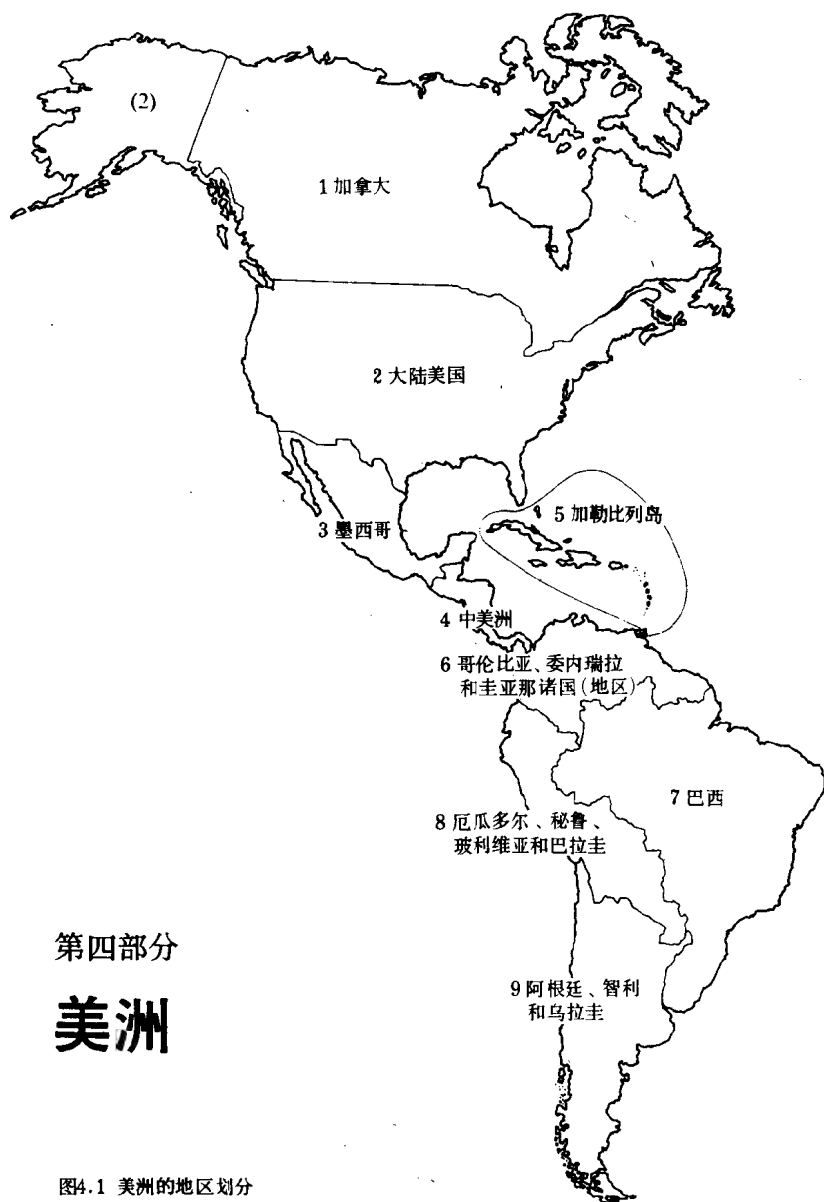 (2)
1 加拿大
2 大陆美国
5 加勒比列岛
3 墨西哥
4 中美洲
6 哥伦比亚、委内瑞拉
和圭亚那诸国(地区)
7 巴西
8 厄瓜多尔、秘鲁、
玻利维亚和巴拉圭
第四部分
美洲
9 阿根廷、智利
和乌拉圭
图4.1 美洲的地区划分